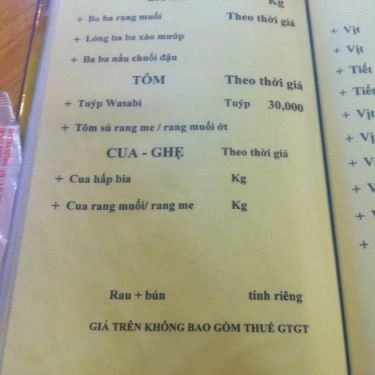 Kg
+ Ba ba rang muối Theo thời giá
+ Lòng ba ba xào mướp
+ Ba ba nấu chuối đậu
TÔM Theo thời giá
+ Tuýp Wasabi Tuýp 30,000
+ Tôm sú rang me / rang muối ớt
CUA - GHẸ Theo thời giá
+ Cua hấp bia Kg
+ Cua rang muối/ rang me Kg
Rau + bún tính riêng
GIÁ TRÊN KHÔNG BAO GỒM THUẾ GTGT
+ Vịt
+ Vịt
+ Tiết
+ Tiết
+ Vịt
+ Vịt
+ V
+
+
+